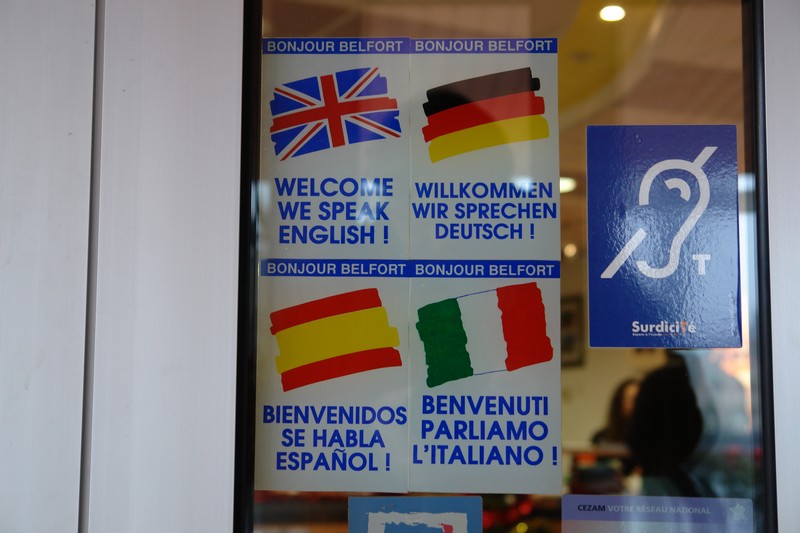 BONJOUR BELFORT
WELCOME
WE SPEAK
ENGLISH !
BONJOUR BELFORT
WILLKOMMEN
WIR SPRECHEN
DEUTSCH !
BONJOUR BELFORT
BIENVENIDOS
SE HABLA
ESPAÑOL !
BONJOUR BELFORT
BENVENUTI
PARLIAMO
L'ITALIANO !
T
Surdicité
CEZAM VOTRE RÉSEAU NATIONAL